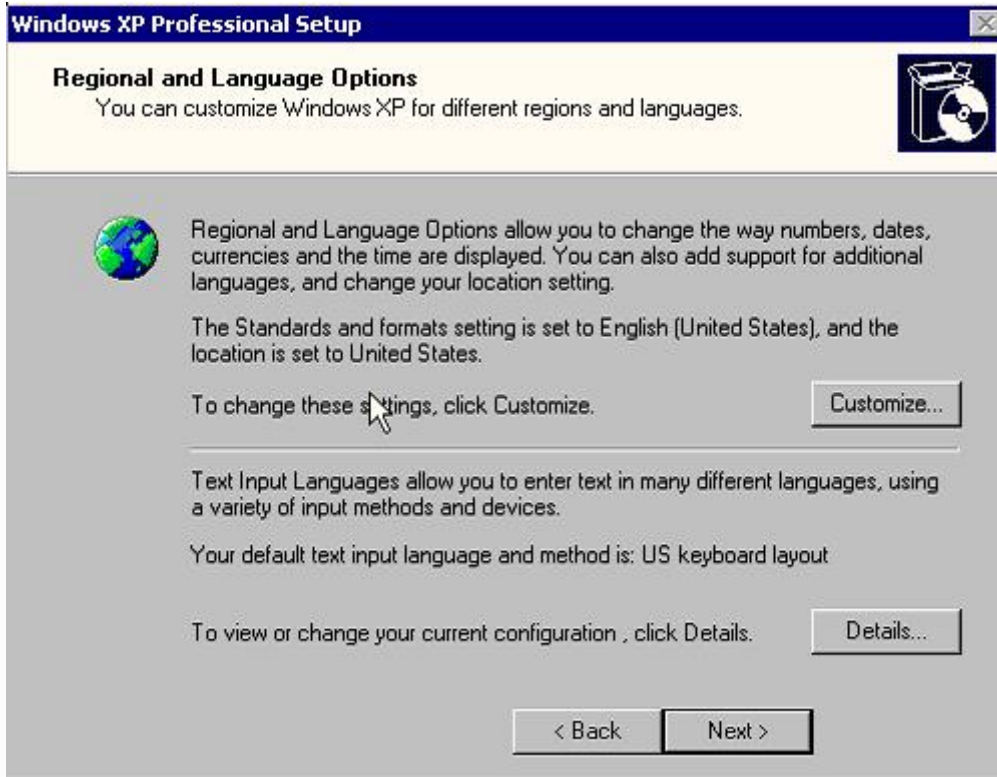 Windows XP Professional Setup
Regional and Language Options
You can customize Windows XP for different regions and languages.
Regional and Language Options allow you to change the way numbers, dates,
currencies and the time are displayed. You can also add support for additional
languages, and change your location setting.
The Standards and formats setting is set to English (United States), and the
location is set to United States.
To change these settings, click Customize.
Customize...
Text Input Languages allow you to enter text in many different languages, using
a variety of input methods and devices.
Your default text input language and method is: US keyboard layout
To view or change your current configuration , click Details.
Details...
< Back
Next >